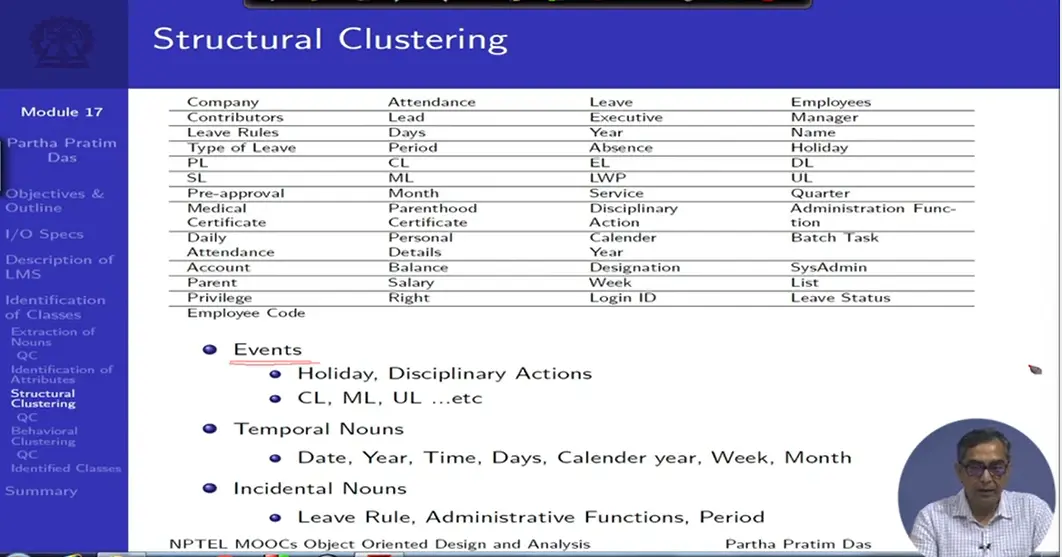 Structural Clustering
Module 17
Partha Pratim
Das
Objectives &
Outline
I/O Specs
Description of
LMS
Identification
of Classes
Extraction of
Nouns
QC
Identification of
Attributes
Structural
Clustering
QC
Behavioral
Clustering
QC
Identified Classes
Summary
Company Attendance Leave Employees
Contributors Lead Executive Manager
Leave Rules Days Year Name
Type of Leave Period Absence Holiday
PL CL EL DL
SL ML LWP UL
Pre-approval Month Service Quarter
Medical Parenthood Disciplinary Administration Func-
Certificate Certificate Action tion
Daily Personal Calender Batch Task
Attendance Details Year
Account Balance Designation SysAdmin
Parent Salary Week List
Privilege Right Login ID Leave Status
Employee Code
Events
Holiday, Disciplinary Actions
CL, ML, UL ...etc
Temporal Nouns
Date, Year, Time, Days, Calender year, Week, Month
Incidental Nouns
Leave Rule, Administrative Functions, Period
NPTEL MOOCs Object Oriented Design and Analysis Partha Pratim Das